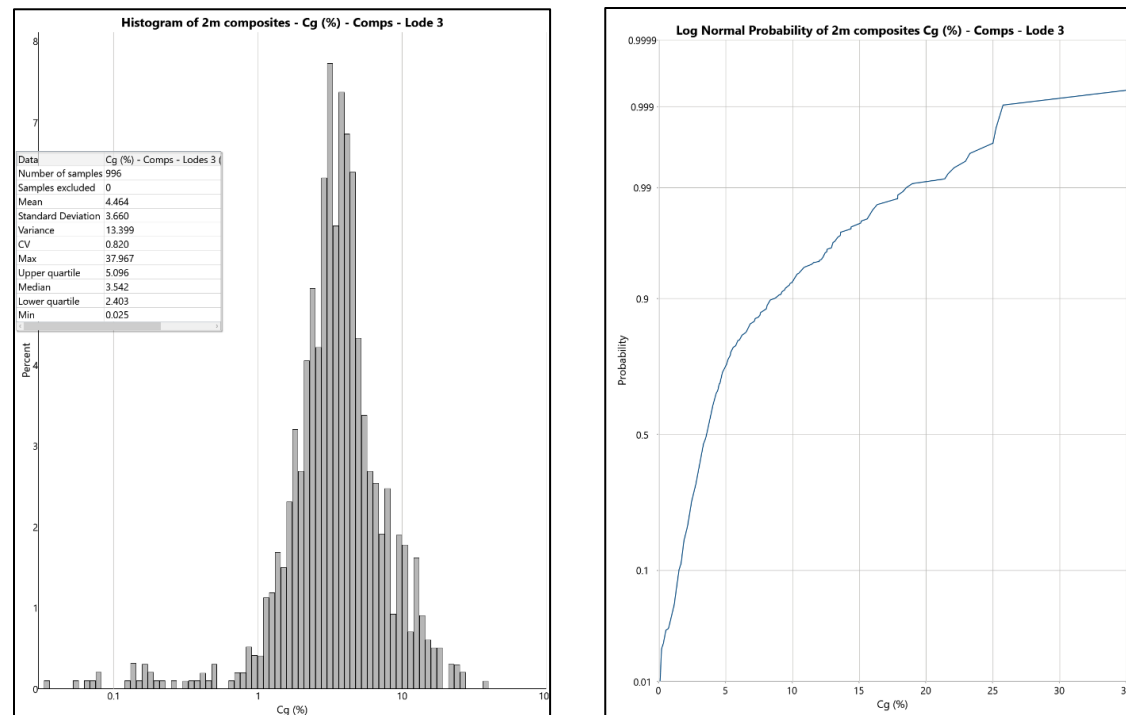 Histogram of 2m composites - Cg (%) - Comps - Lode 3
8
7
Data Cg (%) - Comps - Lodes 3 (
Number of samples 996
Samples excluded 0
Mean 4.464
Standard Deviation 3.660
Variance 13.399
CV 0.820
Max 37.967
Upper quartile 5.096
Median 3.542
Lower quartile 2.403
Min 0.025
Percent
4
3
2
1
0
0.1 1 10 10
Cg (%)
Log Normal Probability of 2m composites Cg (%) - Comps - Lode 3
0.9999
0.999
0.99
0.9
Probability
0.5
0.1
0.01
0 5 10 15 20 25 30 35
Cg (%)